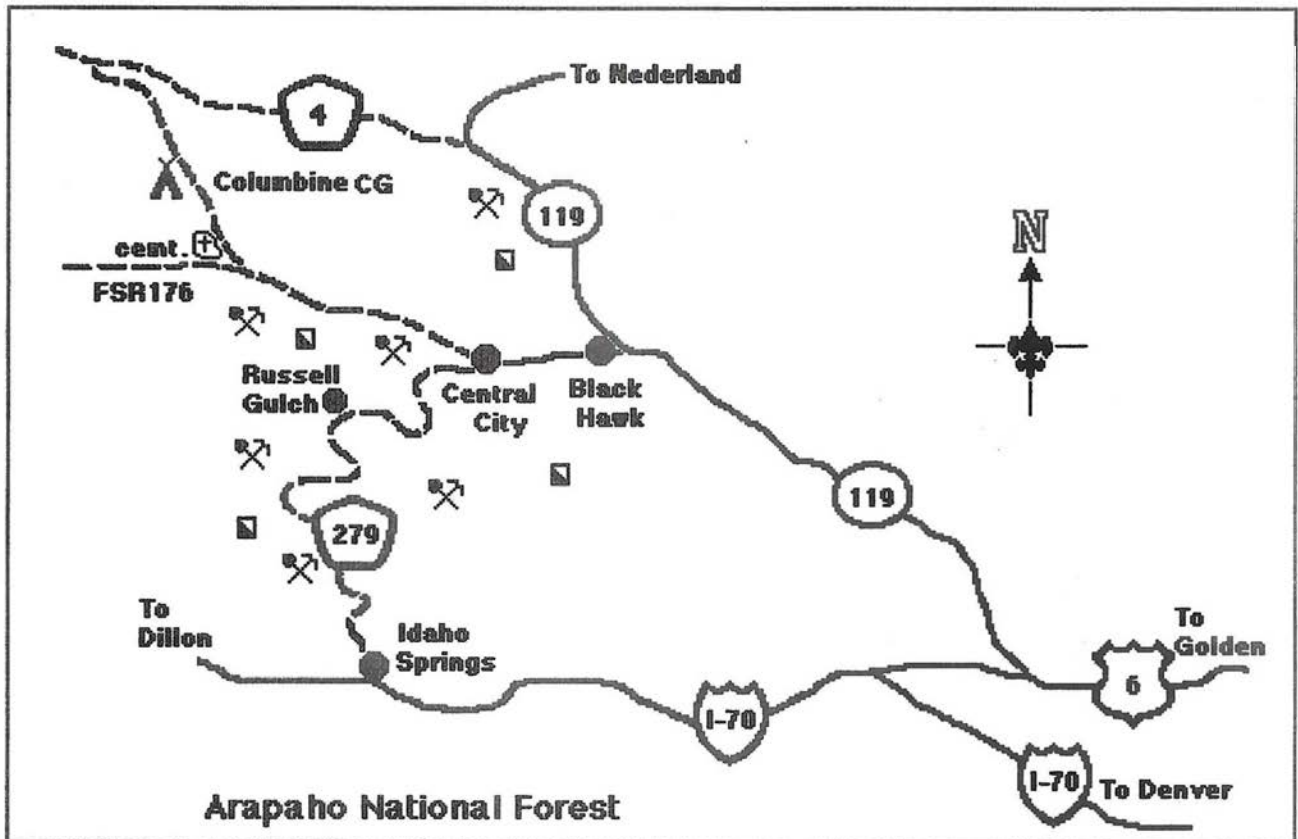 To Nederland
4
Columbine CG
119
N
cemt.
FSR176
Russell
Gulch
Central
City
Black
Hawk
119
279
To
Dillon
Idaho
Springs
To
Golden
6
I-70
I-70
To Denver
Arapaho National Forest